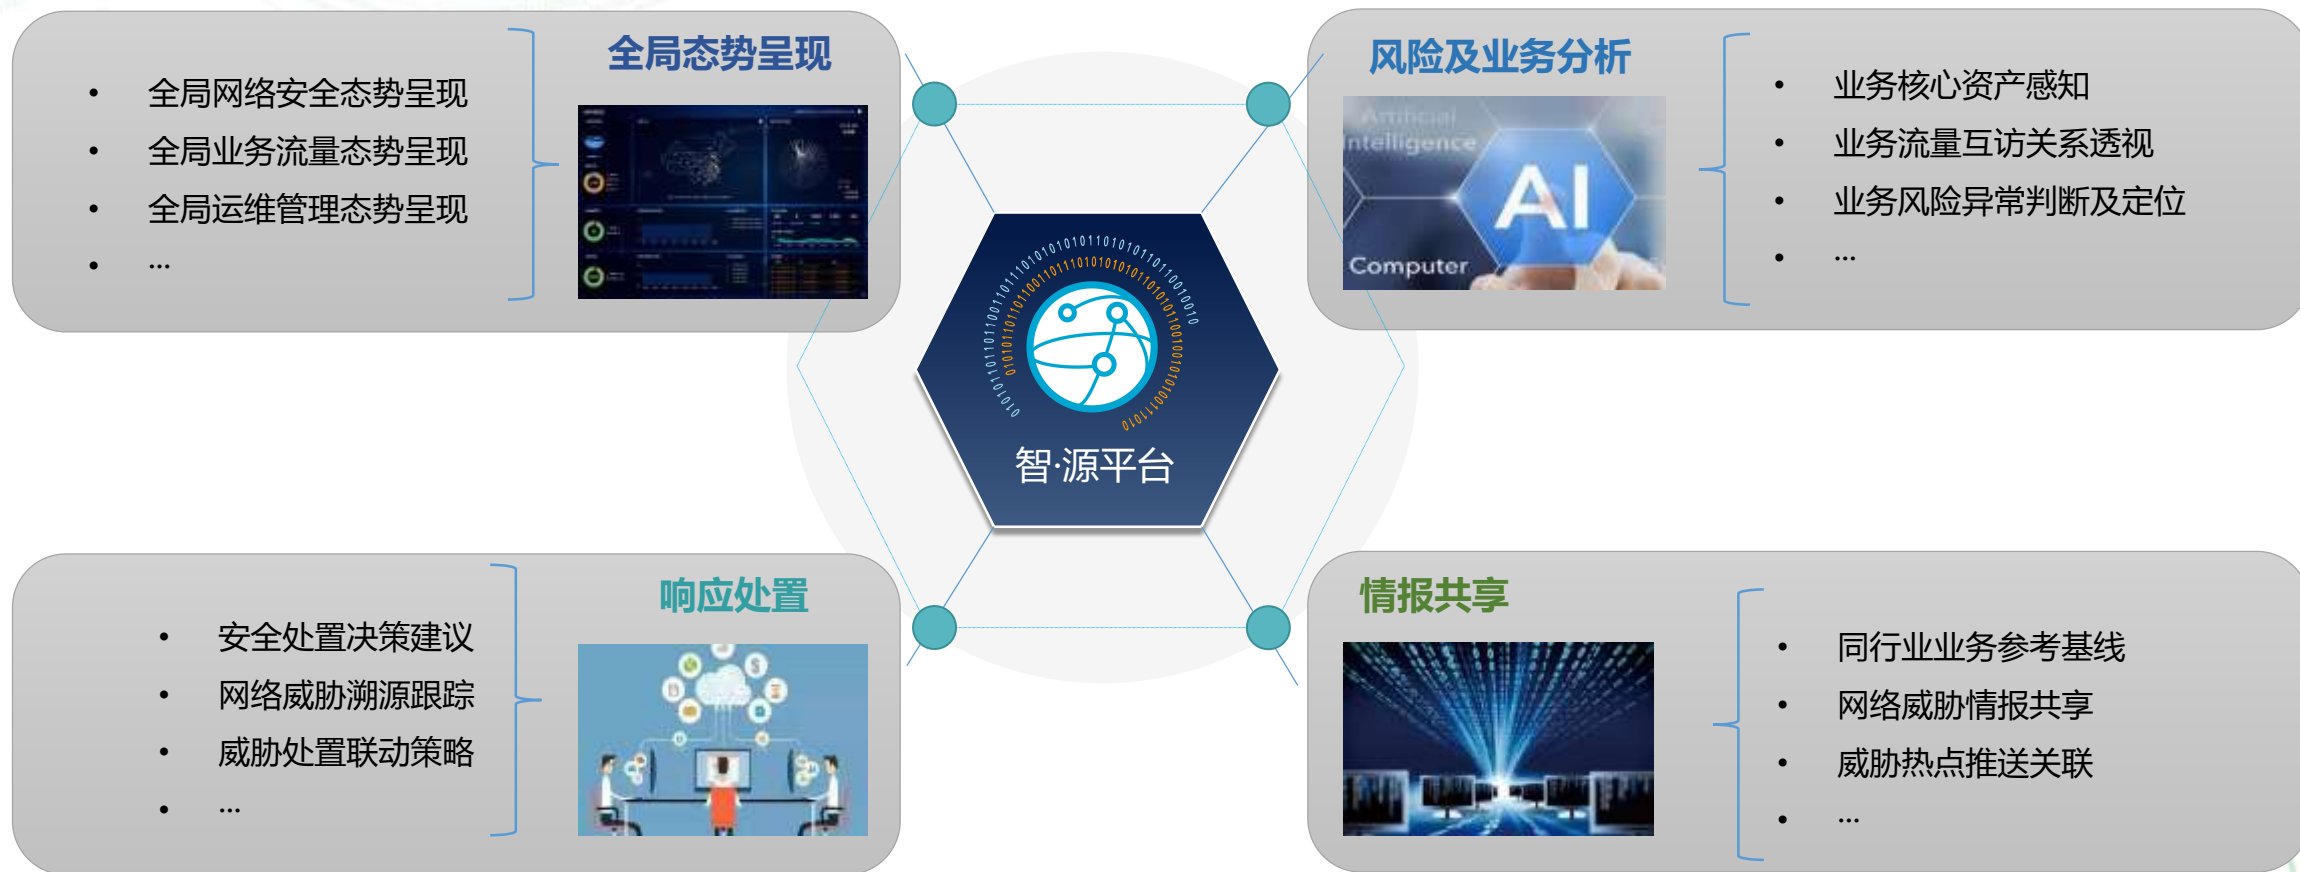 全局态势呈现
• 全局网络安全态势呈现
• 全局业务流量态势呈现
• 全局运维管理态势呈现
• ...
风险及业务分析
Artificial
Intelligence
AI
Computer
• 业务核心资产感知
• 业务流量互访关系透视
• 业务风险异常判断及定位
• ...
智·源平台
响应处置
• 安全处置决策建议
• 网络威胁溯源跟踪
• 威胁处置联动策略
• ...
情报共享
• 同行业业务参考基线
• 网络威胁情报共享
• 威胁热点推送关联
• ...